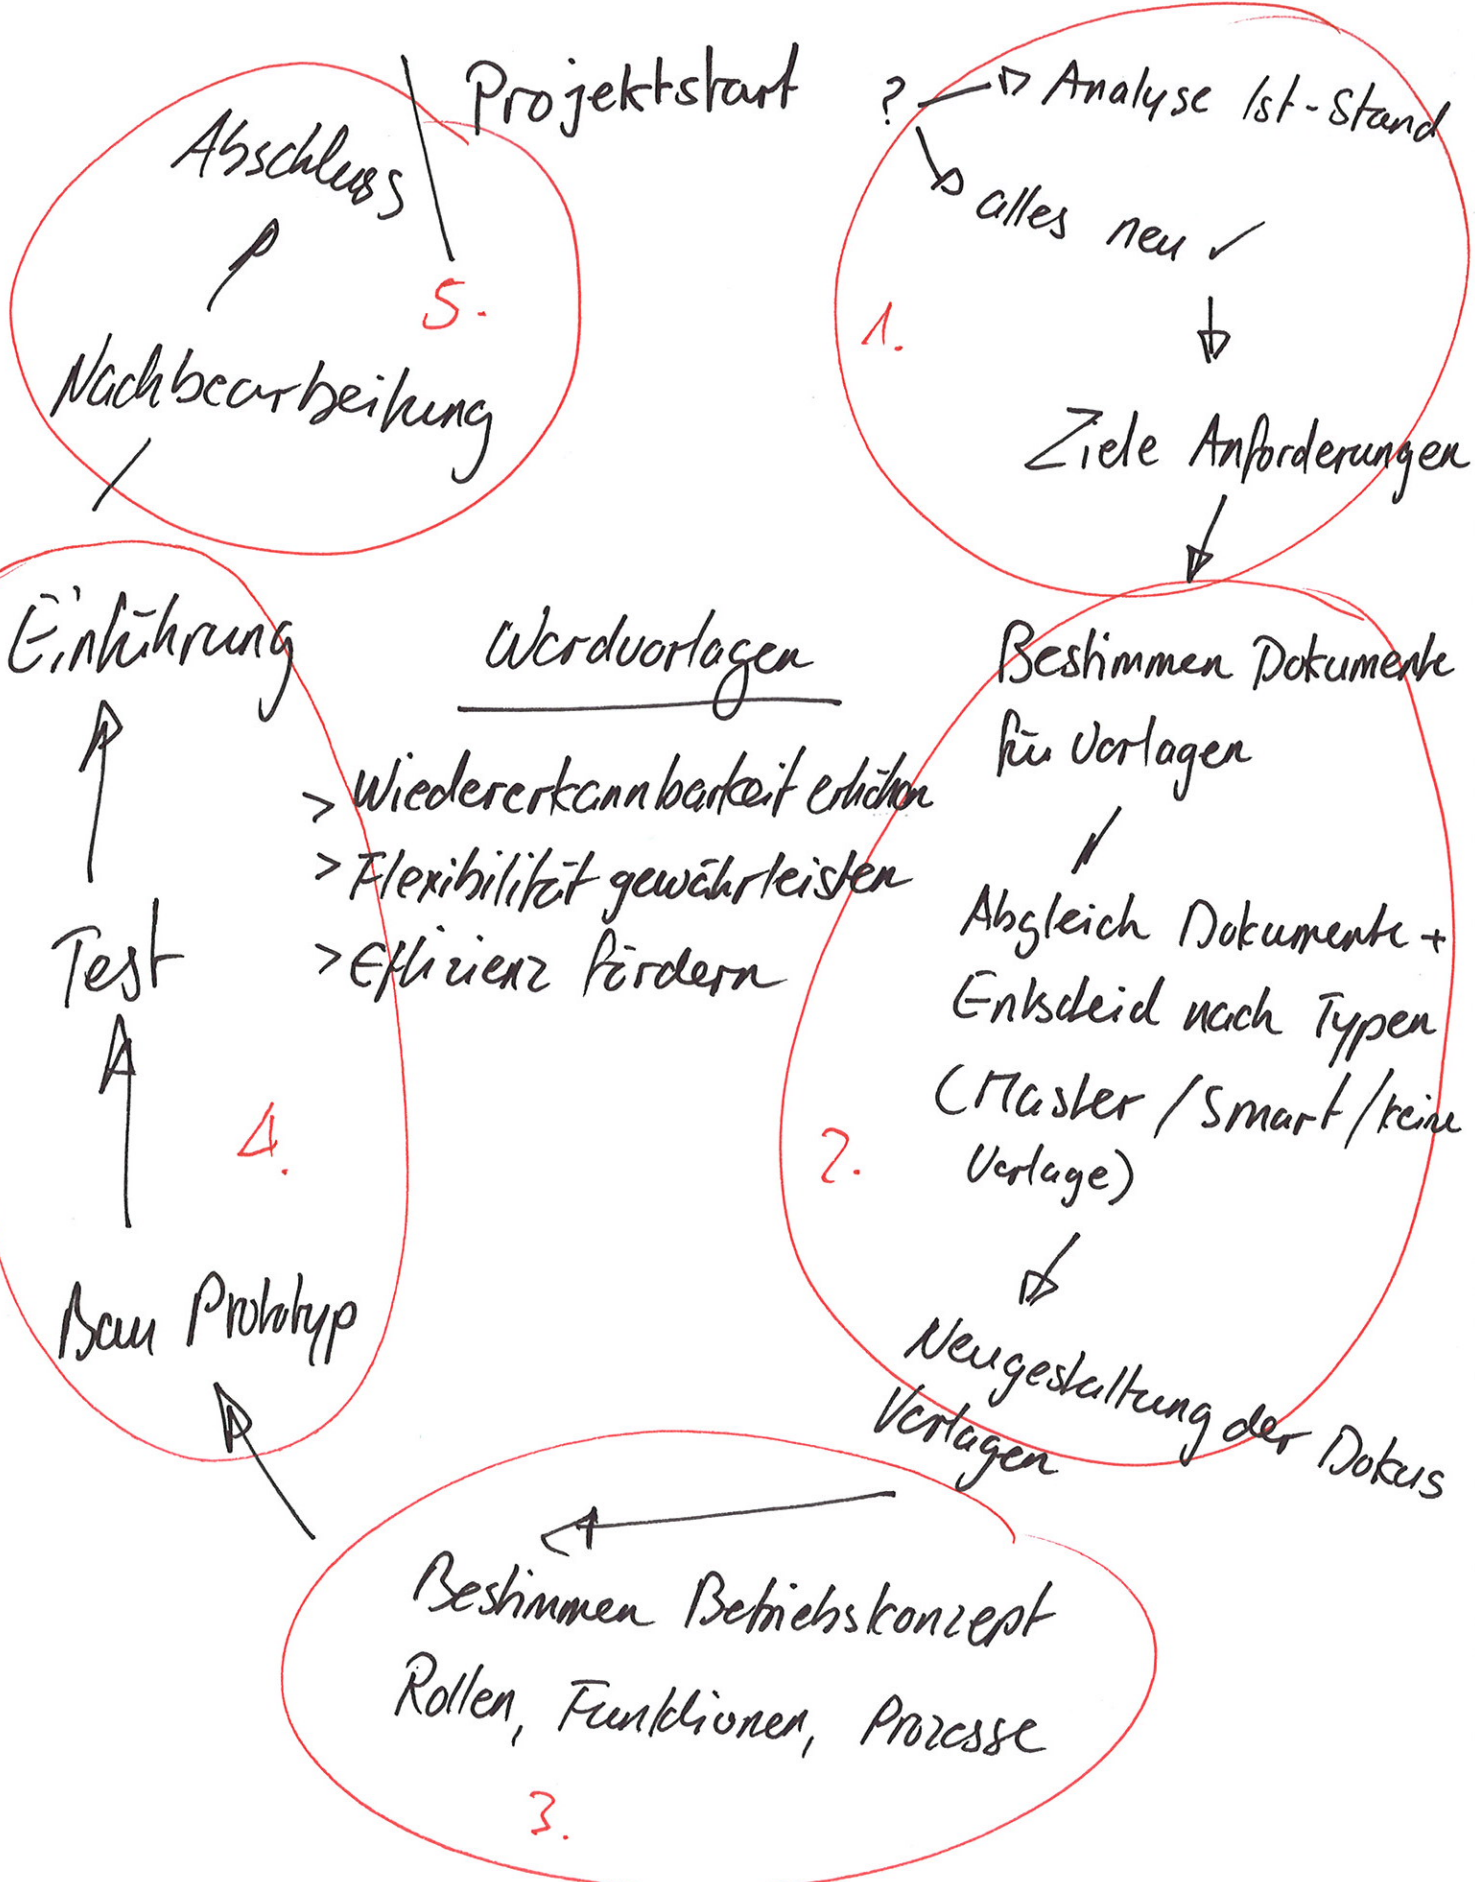 Projektstart
? Analyse Ist-Stand
alles neu ✓
1.
Ziele Anforderungen
Bestimmen Dokumente
für Vorlagen
Abgleich Dokumente +
Entscheid nach Typen
(Master / Smart / keine
Vorlage)
2.
Neugestaltung der Dokus
Vorlagen
Bestimmen Betriebskonzept
Rollen, Funktionen, Prozesse
3.
Bau Prototyp
4.
Test
Einführung
Nachbearbeitung
5.
Abschluss
Wordvorlagen
> Wiedererkannbarkeit erhöhen
> Flexibilität gewährleisten
> Effizienz fördern